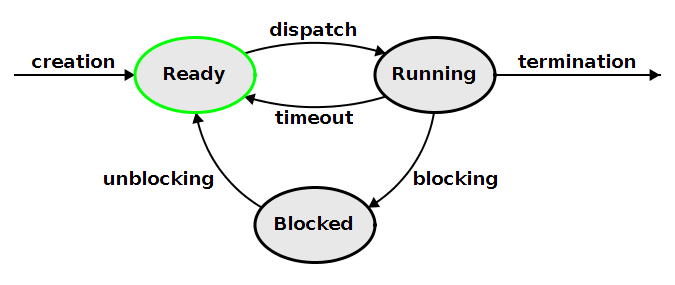 dispatch
creation
termination
Ready
Running
timeout
unblocking
blocking
Blocked